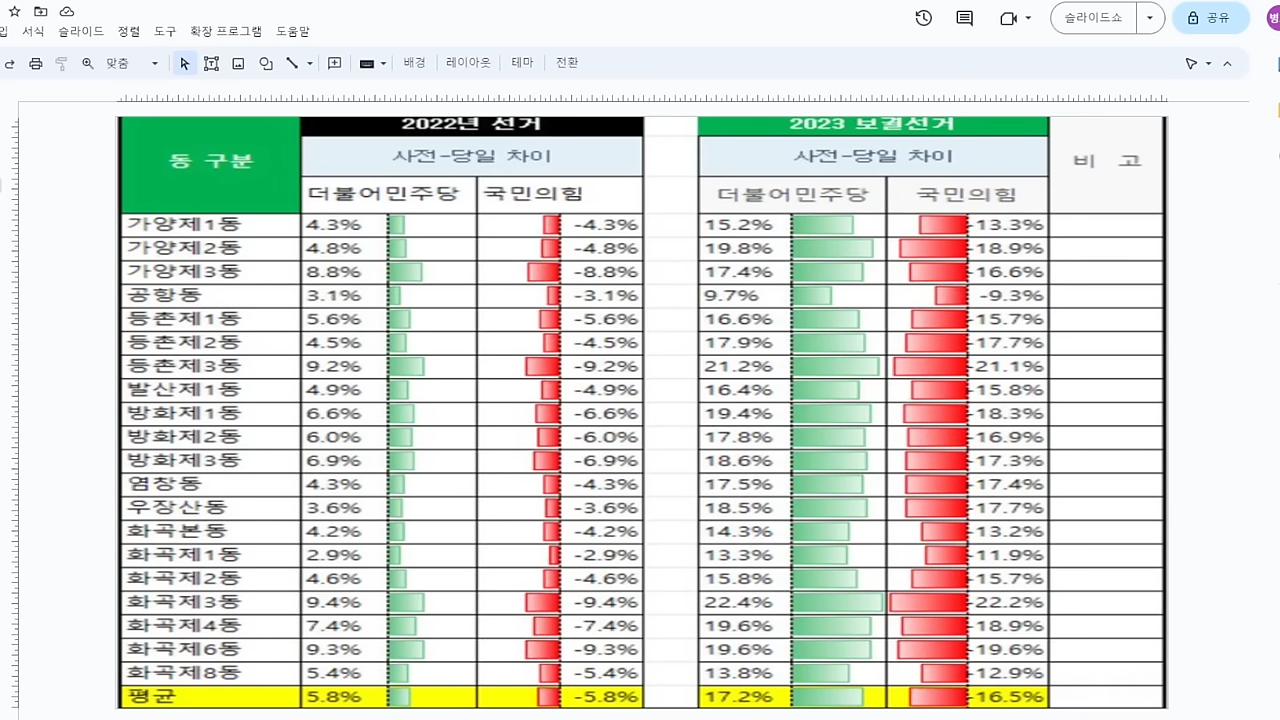 슬라이드쇼
공유
입 서식 슬라이드 정렬 도구 확장 프로그램 도움말
맞춤 배경 레이아웃 테마 전환
동 구분 2022년 선거 2023 보궐선거 비 고
사전-당일 차이 사전-당일 차이
더불어민주당 국민의힘 더불어민주당 국민의힘
가양제1동 4.3% -4.3% 15.2% -13.3%
가양제2동 4.8% -4.8% 19.8% -18.9%
가양제3동 8.8% -8.8% 17.4% -16.6%
공항동 3.1% -3.1% 9.7% -9.3%
등촌제1동 5.6% -5.6% 16.6% -15.7%
등촌제2동 4.5% -4.5% 17.9% -17.7%
등촌제3동 9.2% -9.2% 21.2% -21.1%
발산제1동 4.9% -4.9% 16.4% -15.8%
방화제1동 6.6% -6.6% 19.4% -18.3%
방화제2동 6.0% -6.0% 17.8% -16.9%
방화제3동 6.9% -6.9% 18.6% -17.3%
염창동 4.3% -4.3% 17.5% -17.4%
우장산동 3.6% -3.6% 18.5% -17.7%
화곡본동 4.2% -4.2% 14.3% -13.2%
화곡제1동 2.9% -2.9% 13.3% -11.9%
화곡제2동 4.6% -4.6% 15.8% -15.7%
화곡제3동 9.4% -9.4% 22.4% -22.2%
화곡제4동 7.4% -7.4% 19.6% -18.9%
화곡제6동 9.3% -9.3% 19.6% -19.6%
화곡제8동 5.4% -5.4% 13.8% -12.9%
평균 5.8% -5.8% 17.2% -16.5%